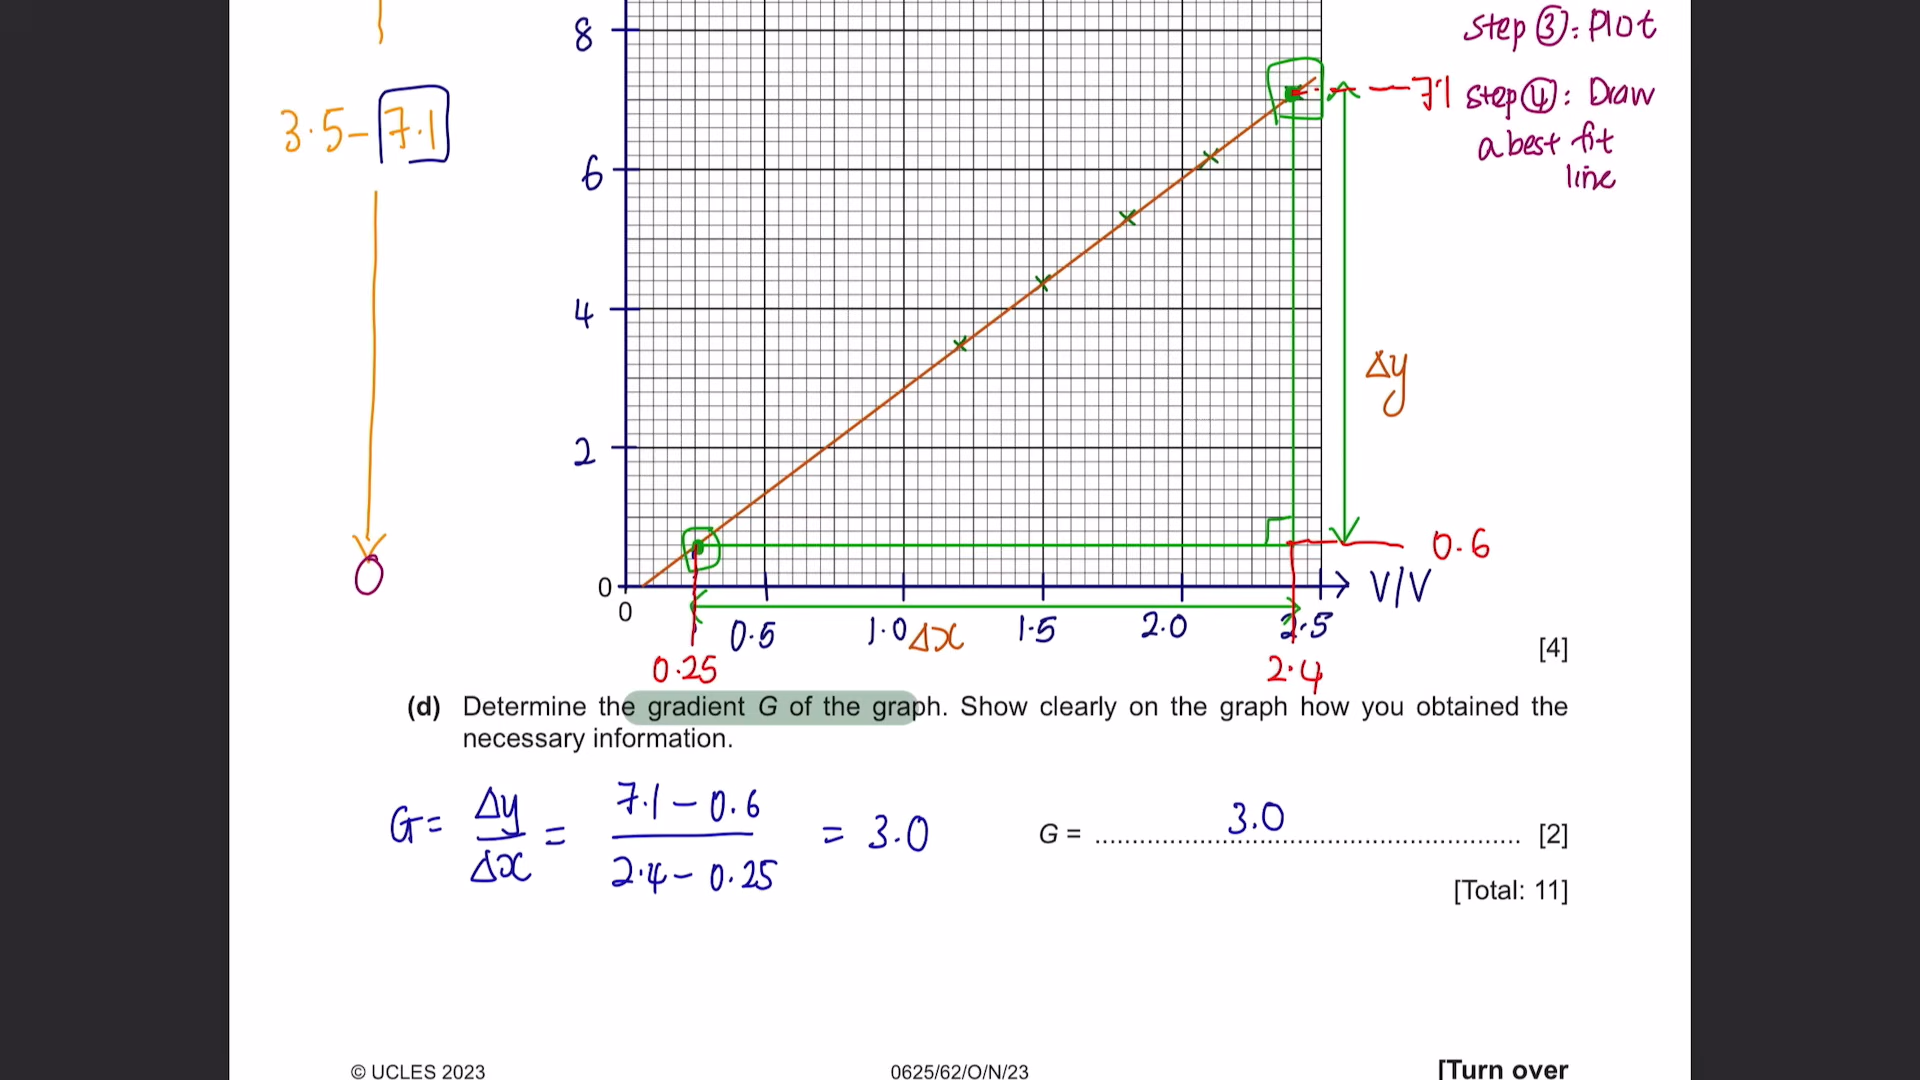 8
Step ③: Plot
7.1
step ④: Draw
a best fit
line
3.5-7.1
6
4
Δy
2
0.6
0
0
V/V
0
0.5
1.0
Δx
1.5
2.0
2.5
[4]
0.25
2.4
(d) Determine the gradient G of the graph. Show clearly on the graph how you obtained the
necessary information.
G= Δy/Δx = 7.1-0.6/2.4-0.25 = 3.0
G = 3.0 [2]
[Total: 11]
© UCLES 2023
0625/62/O/N/23
[Turn over